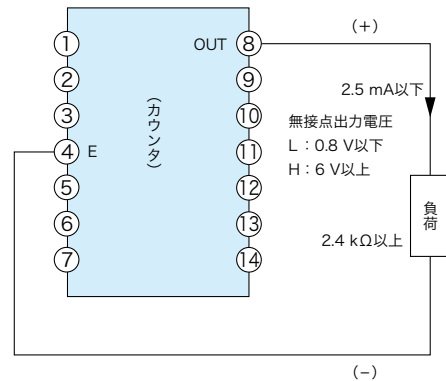 (+)
① OUT ⑧
② ⑨
③ ⑩
④ E ⑪
⑤ ⑫
⑥ ⑬
⑦ ⑭
(カウンタ)
2.5 mA以下
無接点出力電圧
L：0.8 V以下
H：6 V以上
負荷
2.4 kΩ以上
(−)